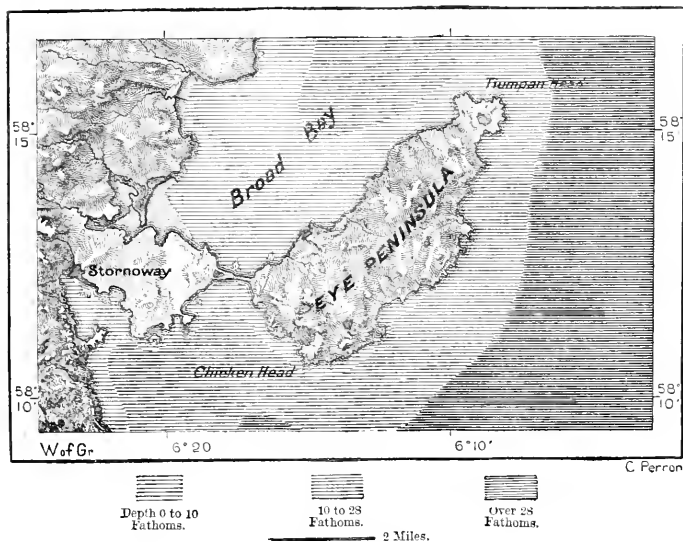 Tiumpan Head
58°
15'
58°
15'
Broad Bay
EYE PENINSULA
Stornoway
Chicken Head
58°
10'
58°
10'
W of Gr
6° 20
6° 10'
C Perron
Depth 0 to 10
Fathoms.
10 to 28
Fathoms.
Over 28
Fathoms.
2 Miles.